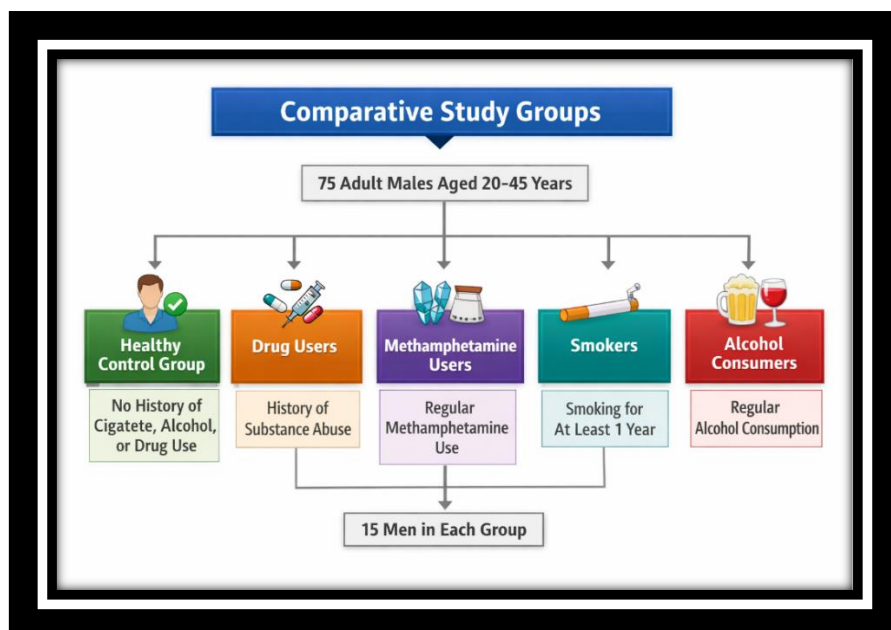 Comparative Study Groups
75 Adult Males Aged 20-45 Years
Healthy
Control Group
No History of
Cigatete, Alcohol,
or Drug Use
Drug Users
History of
Substance Abuse
Methamphetamine
Users
Regular
Methamphetamine
Use
Smokers
Smoking for
At Least 1 Year
Alcohol
Consumers
Regular
Alcohol Consumption
15 Men in Each Group